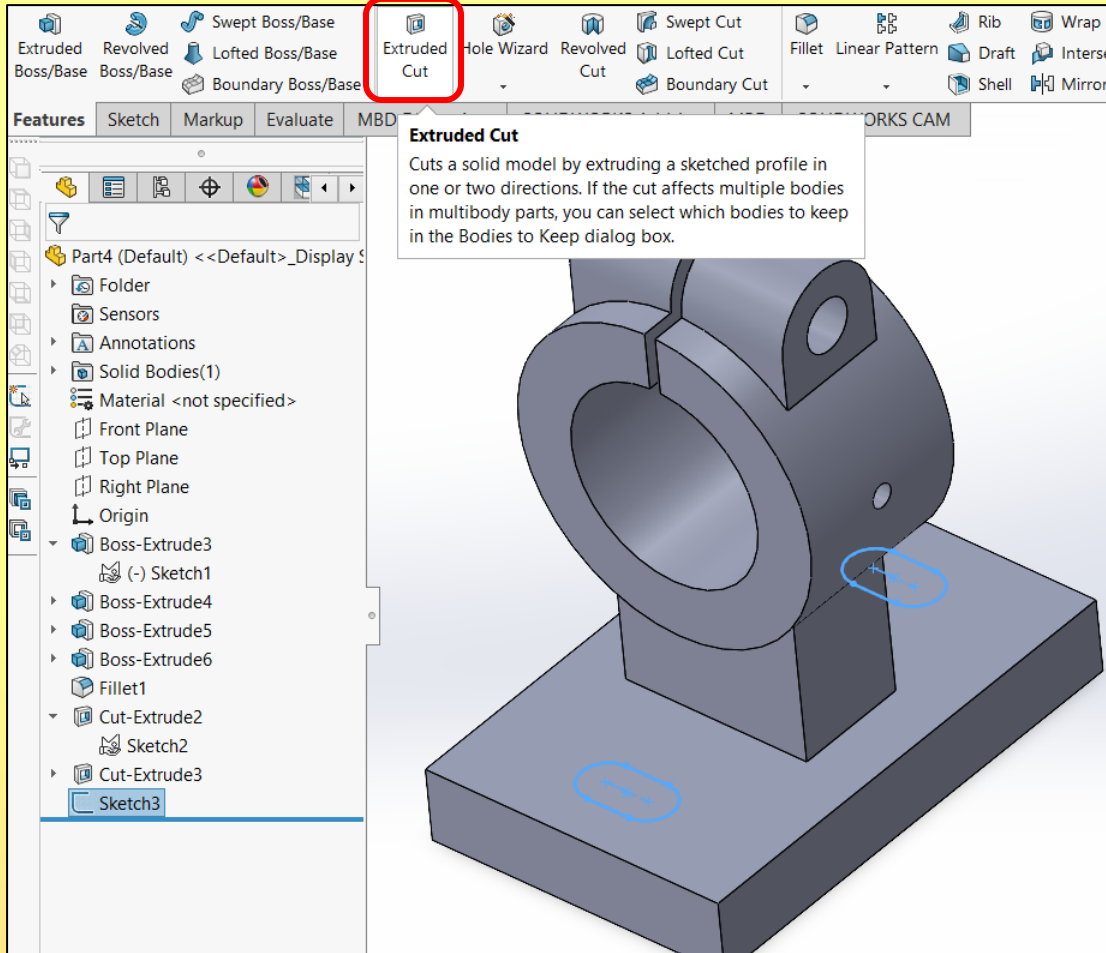 Extruded Boss/Base
Revolved Boss/Base
Swept Boss/Base
Lofted Boss/Base
Boundary Boss/Base
Extruded Cut
Hole Wizard
Revolved Cut
Swept Cut
Lofted Cut
Boundary Cut
Fillet
Linear Pattern
Rib
Draft
Shell
Wrap
Interse
Mirror
Features
Sketch
Markup
Evaluate
MBD
ORKS CAM
Extruded Cut
Cuts a solid model by extruding a sketched profile in
one or two directions. If the cut affects multiple bodies
in multibody parts, you can select which bodies to keep
in the Bodies to Keep dialog box.
Part4 (Default) <<Default>_Display S
Folder
Sensors
Annotations
Solid Bodies(1)
Material <not specified>
Front Plane
Top Plane
Right Plane
Origin
Boss-Extrude3
(-) Sketch1
Boss-Extrude4
Boss-Extrude5
Boss-Extrude6
Fillet1
Cut-Extrude2
Sketch2
Cut-Extrude3
Sketch3